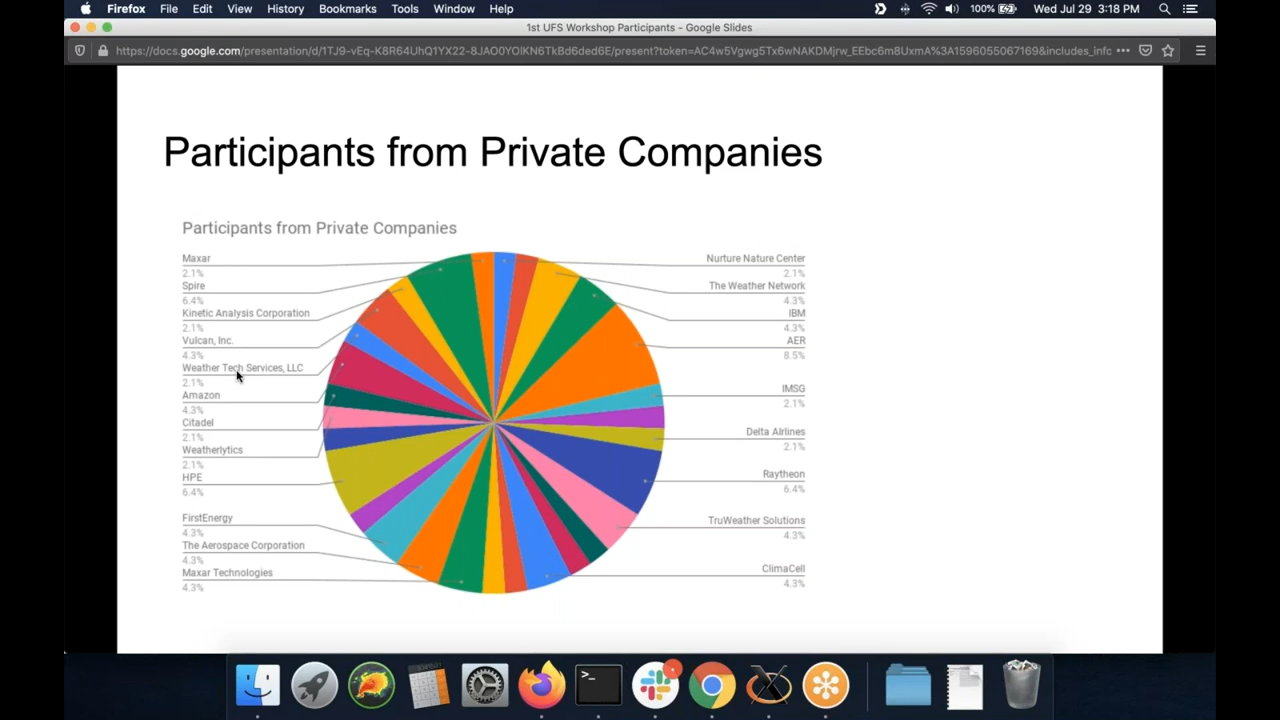 Firefox File Edit View History Bookmarks Tools Window Help 100% Wed Jul 29 3:18 PM
1st UFS Workshop Participants - Google Slides
Participants from Private Companies
Participants from Private Companies
Maxar
2.1%
Spire
6.4%
Kinetic Analysis Corporation
2.1%
Vulcan, Inc.
4.3%
Weather Tech Services, LLC
2.1%
Amazon
4.3%
Citadel
2.1%
Weatherlytics
2.1%
HPE
6.4%
FirstEnergy
4.3%
The Aerospace Corporation
4.3%
Maxar Technologies
4.3%
Nurture Nature Center
2.1%
The Weather Network
4.3%
IBM
4.3%
AER
8.5%
IMSG
2.1%
Delta AIrlines
2.1%
Raytheon
6.4%
TruWeather Solutions
4.3%
ClimaCell
4.3%